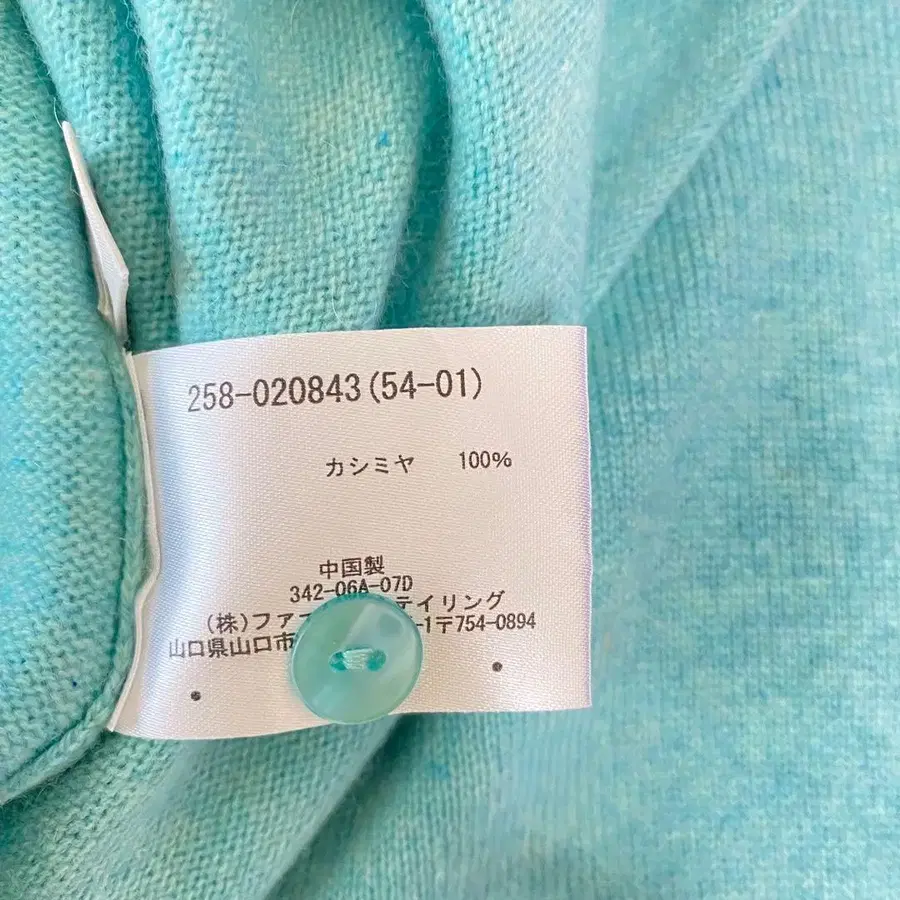 258-020843(54-01)
カシミヤ 100%
中国製
342-06A-07D
(株)ファ テイリング
山口県山口市 -1〒754-0894